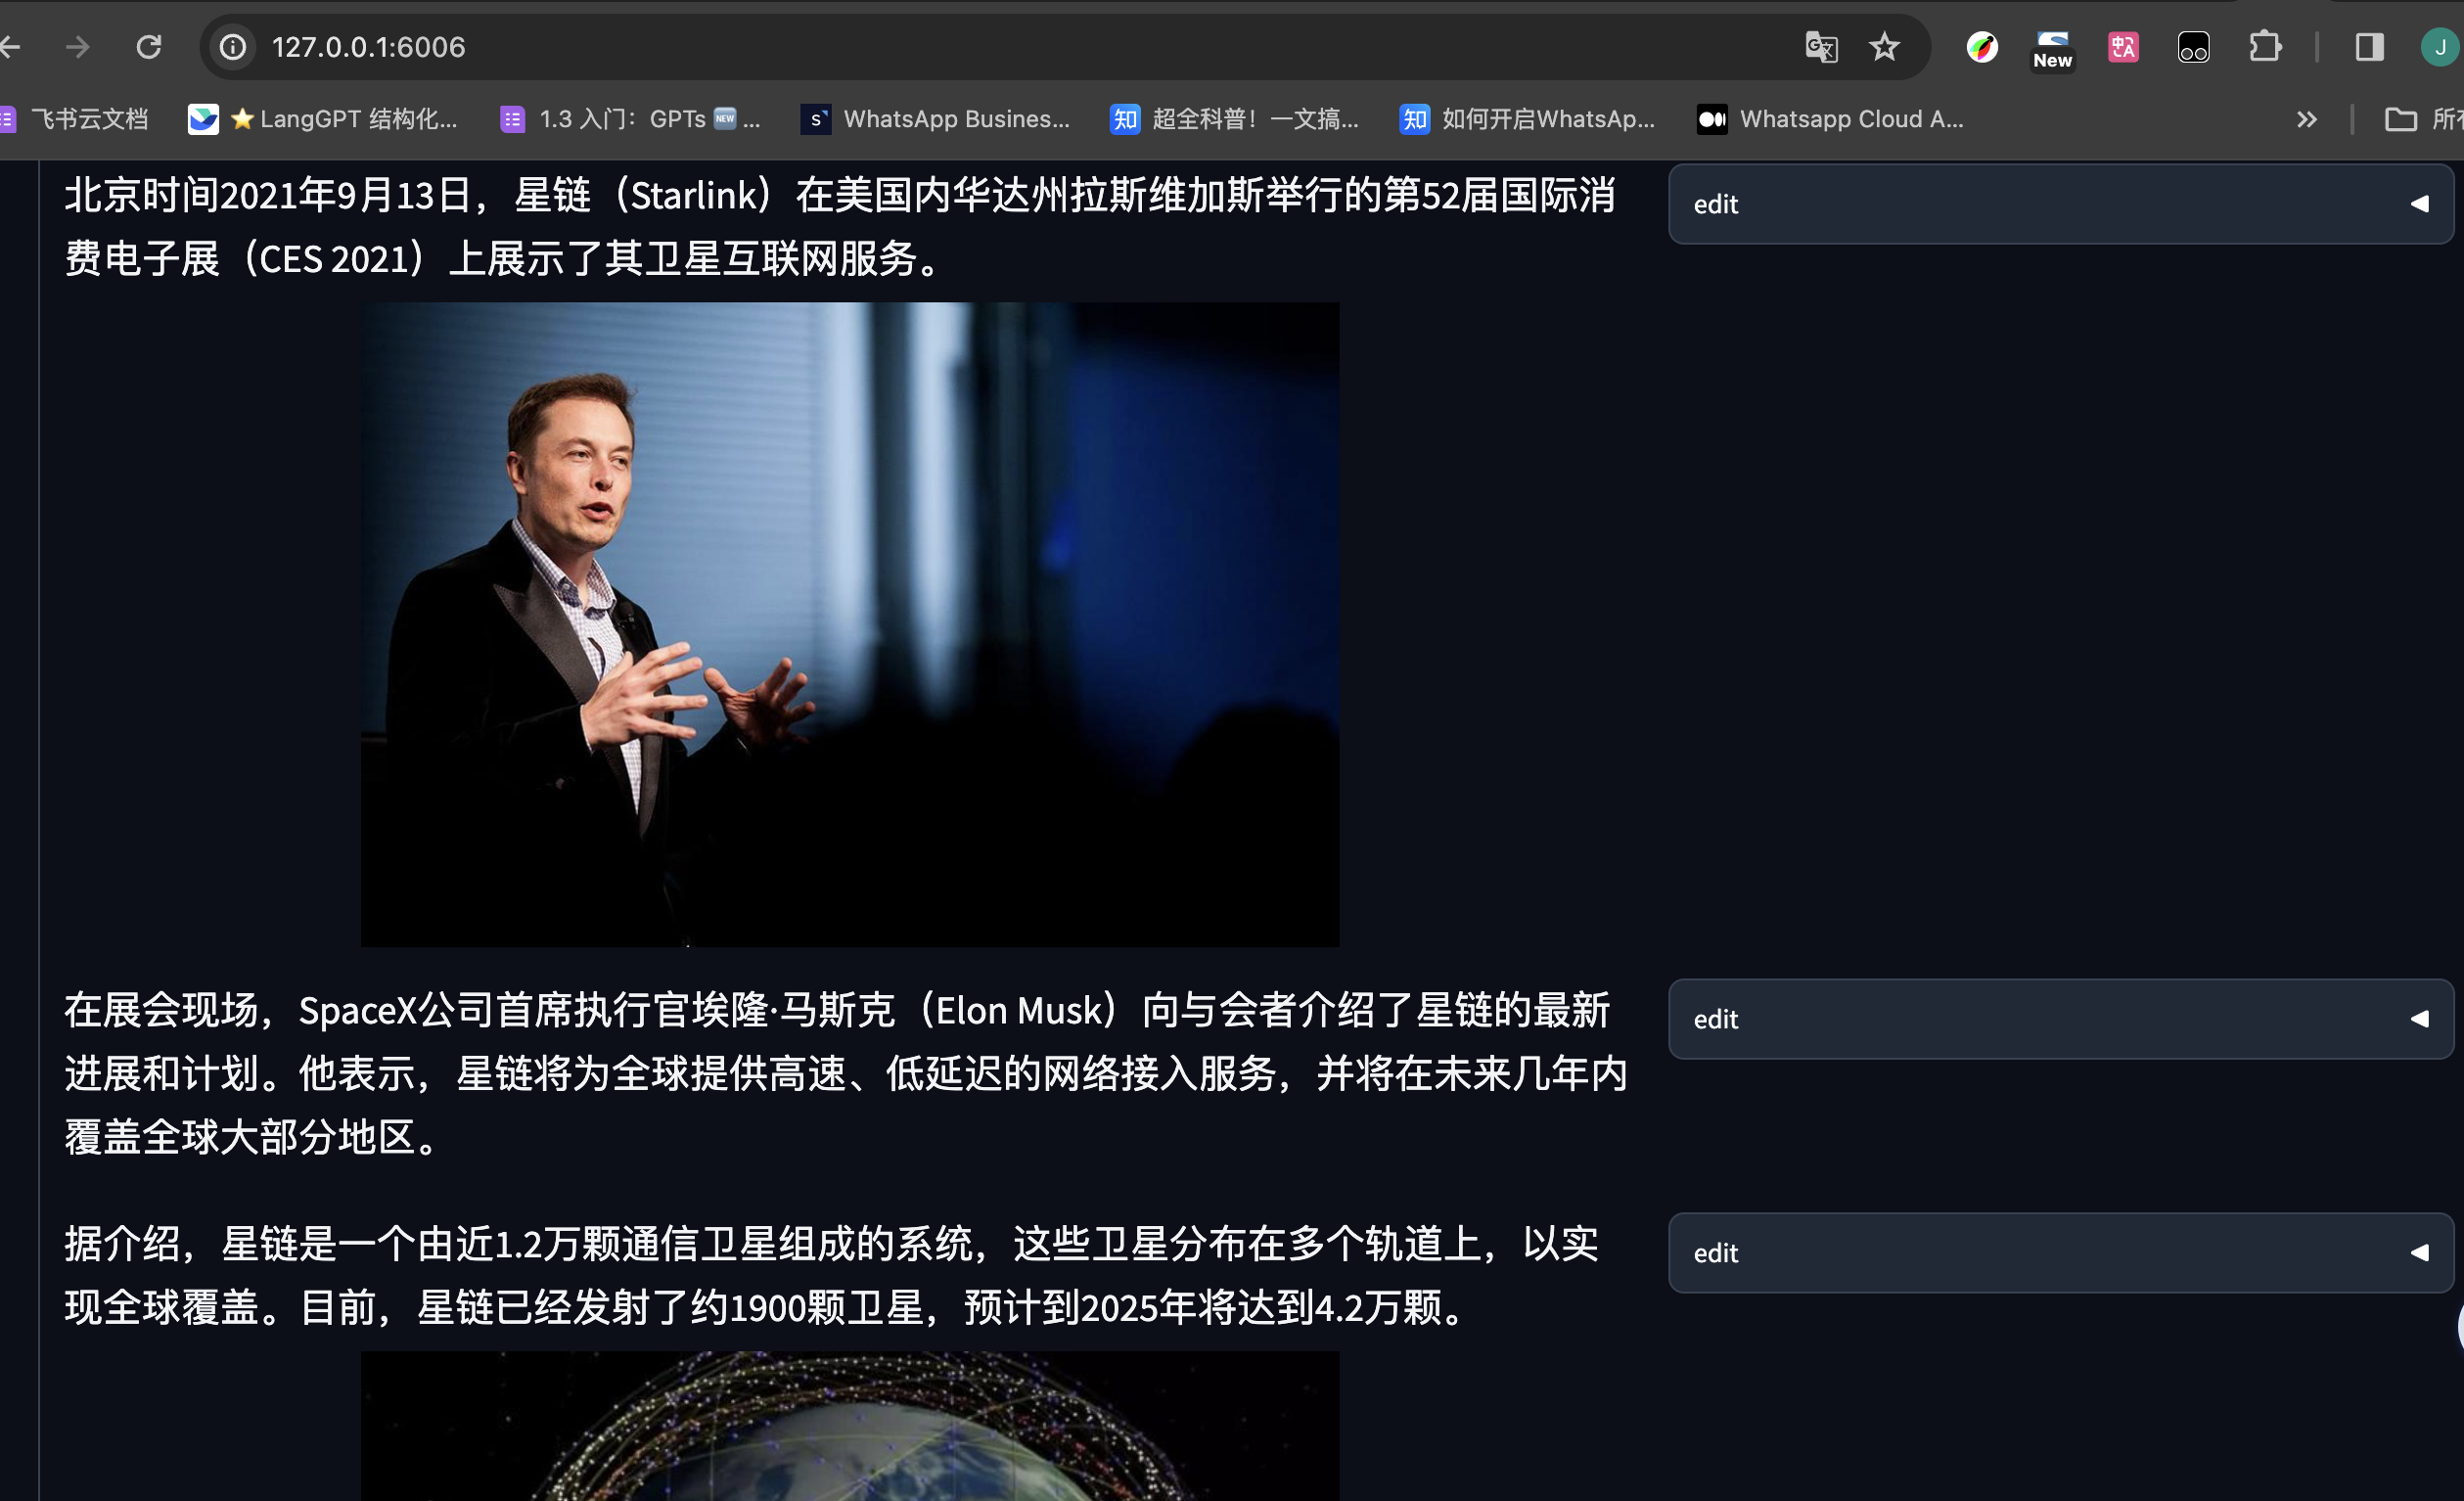 127.0.0.1:6006
New
J
飞书云文档
LangGPT 结构化...
1.3 入门：GPTs NEW ...
WhatsApp Busines...
知 超全科普！一文搞...
知 如何开启WhatsAp...
Whatsapp Cloud A...
北京时间2021年9月13日，星链（Starlink）在美国内华达州拉斯维加斯举行的第52届国际消
费电子展（CES 2021）上展示了其卫星互联网服务。
edit
在展会现场，SpaceX公司首席执行官埃隆·马斯克（Elon Musk）向与会者介绍了星链的最新
进展和计划。他表示，星链将为全球提供高速、低延迟的网络接入服务，并将在未来几年内
覆盖全球大部分地区。
edit
据介绍，星链是一个由近1.2万颗通信卫星组成的系统，这些卫星分布在多个轨道上，以实
现全球覆盖。目前，星链已经发射了约1900颗卫星，预计到2025年将达到4.2万颗。
edit